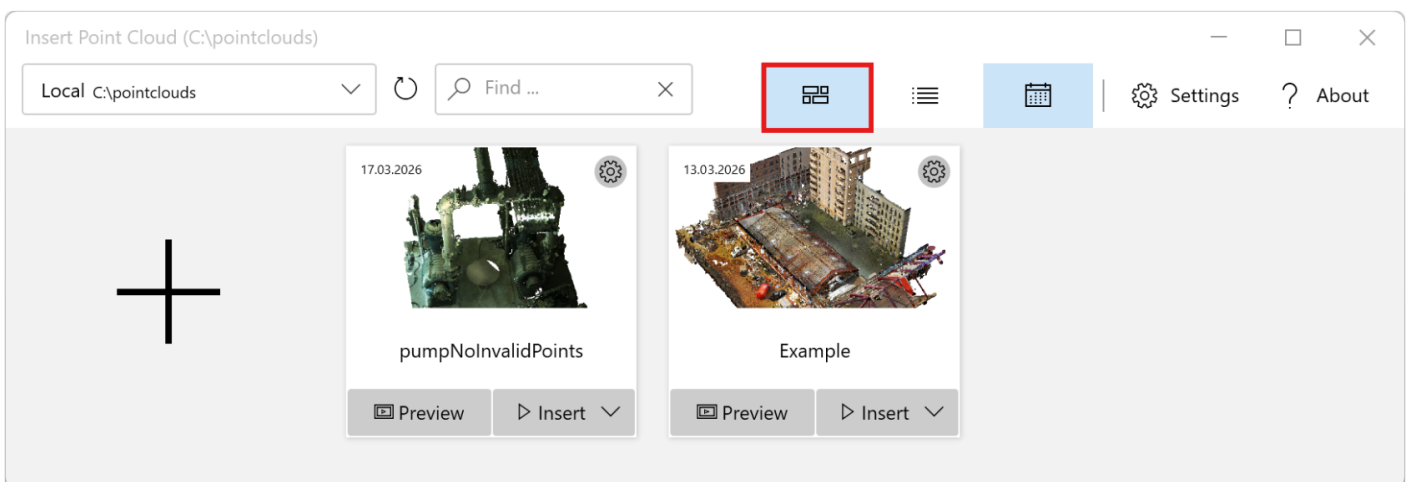 Insert Point Cloud (C:\pointclouds)
Local C:\pointclouds
Find ...
Settings
? About
17.03.2026
13.03.2026
pumpNoInvalidPoints
Example
Preview
Insert
Preview
Insert